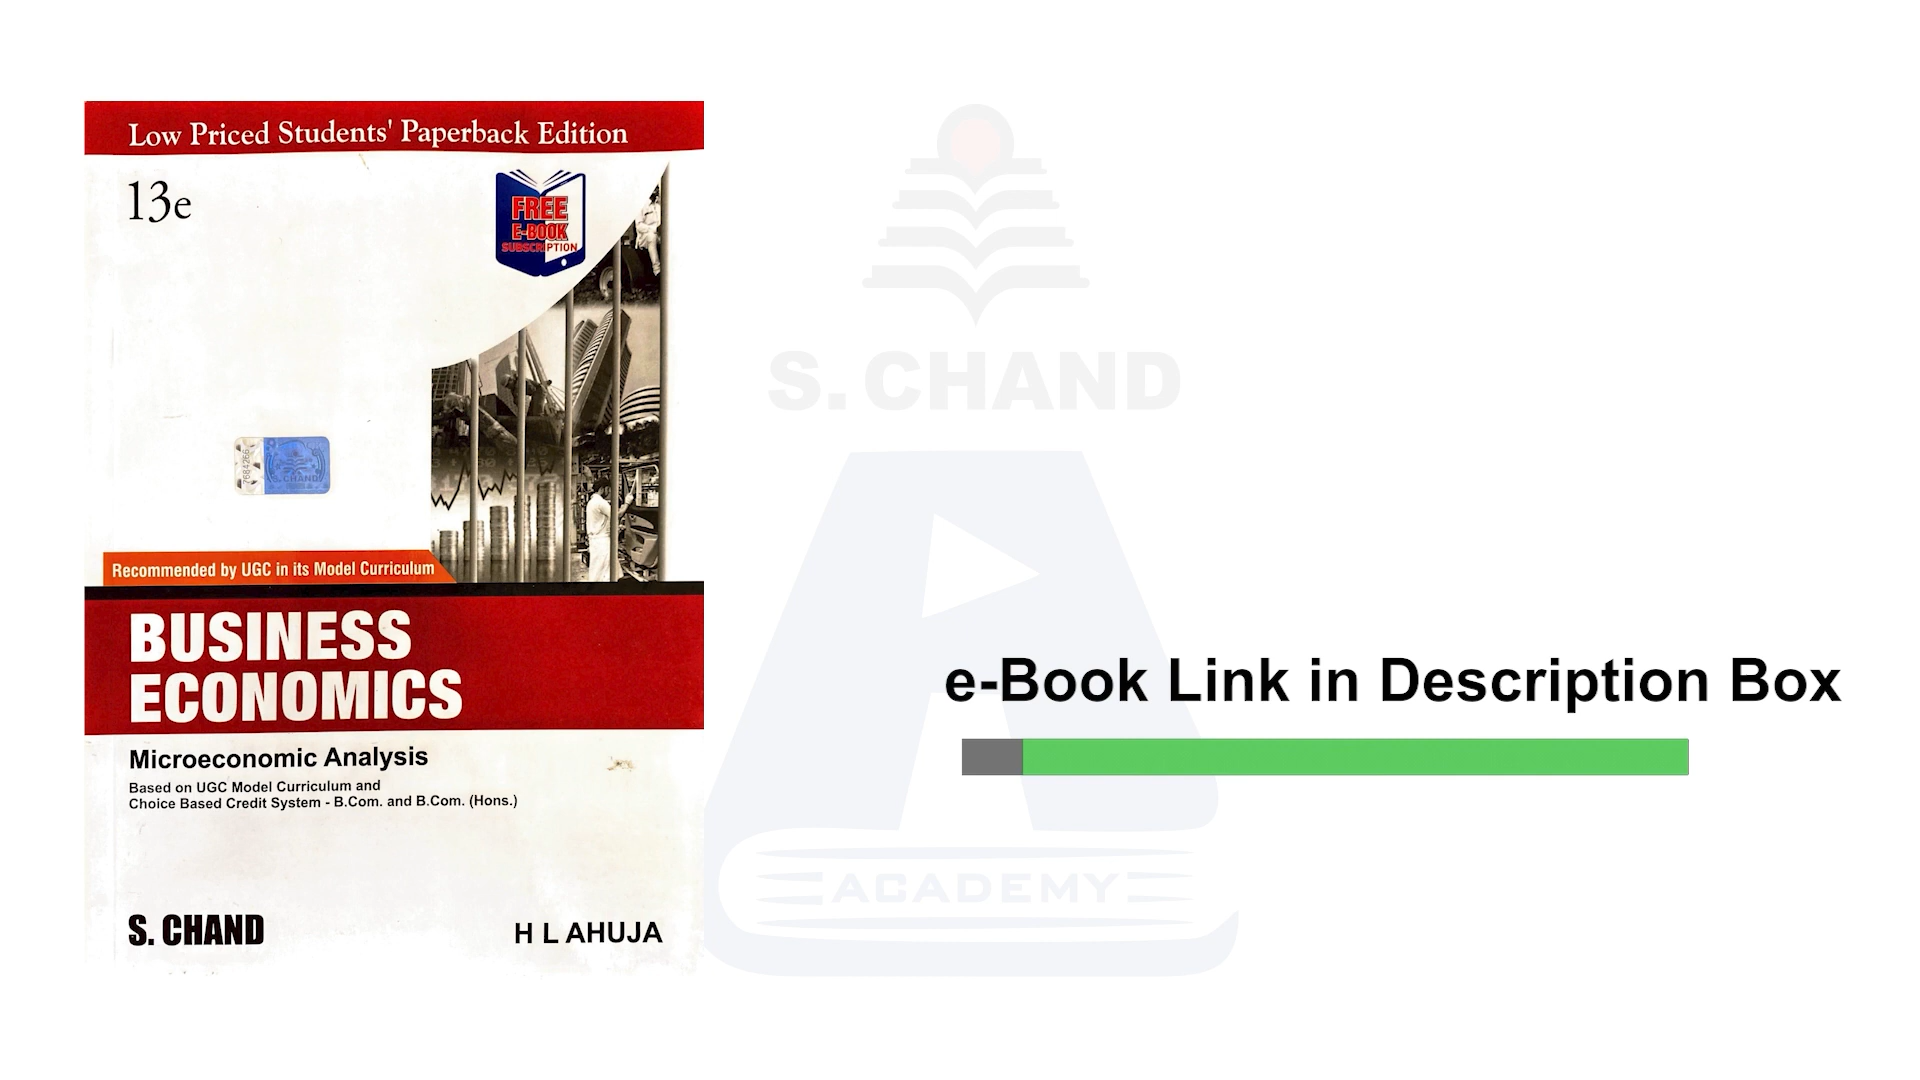 Low Priced Students' Paperback Edition
13e
FREE
E-BOOK
SUBSCRIPTION
7684266
S.CHAND
Recommended by UGC in its Model Curriculum
BUSINESS
ECONOMICS
Microeconomic Analysis
Based on UGC Model Curriculum and
Choice Based Credit System - B.Com. and B.Com. (Hons.)
S. CHAND
H L AHUJA
S. CHAND
e-Book Link in Description Box
ACADEMY